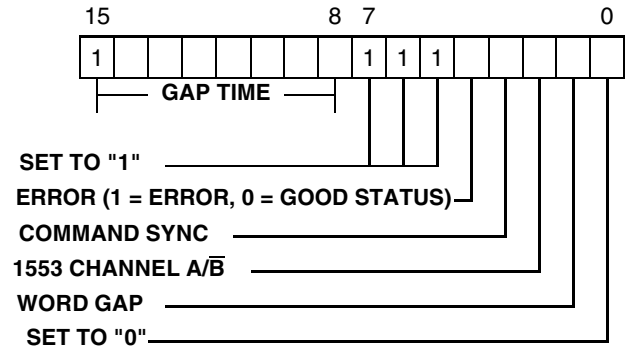 15 8 7 0
1 1 1 1
GAP TIME
SET TO "1"
ERROR (1 = ERROR, 0 = GOOD STATUS)
COMMAND SYNC
1553 CHANNEL A/B̅
WORD GAP
SET TO "0"